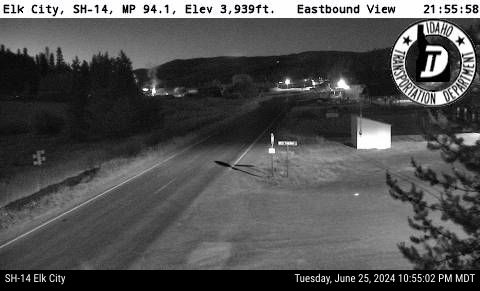 Elk City, SH-14, MP 94.1, Elev 3,939ft. Eastbound View 21:55:58
IDAHO
TRANSPORTATION DEPARTMENT
SH-14 Elk City Tuesday, June 25, 2024 10:55:02 PM MDT